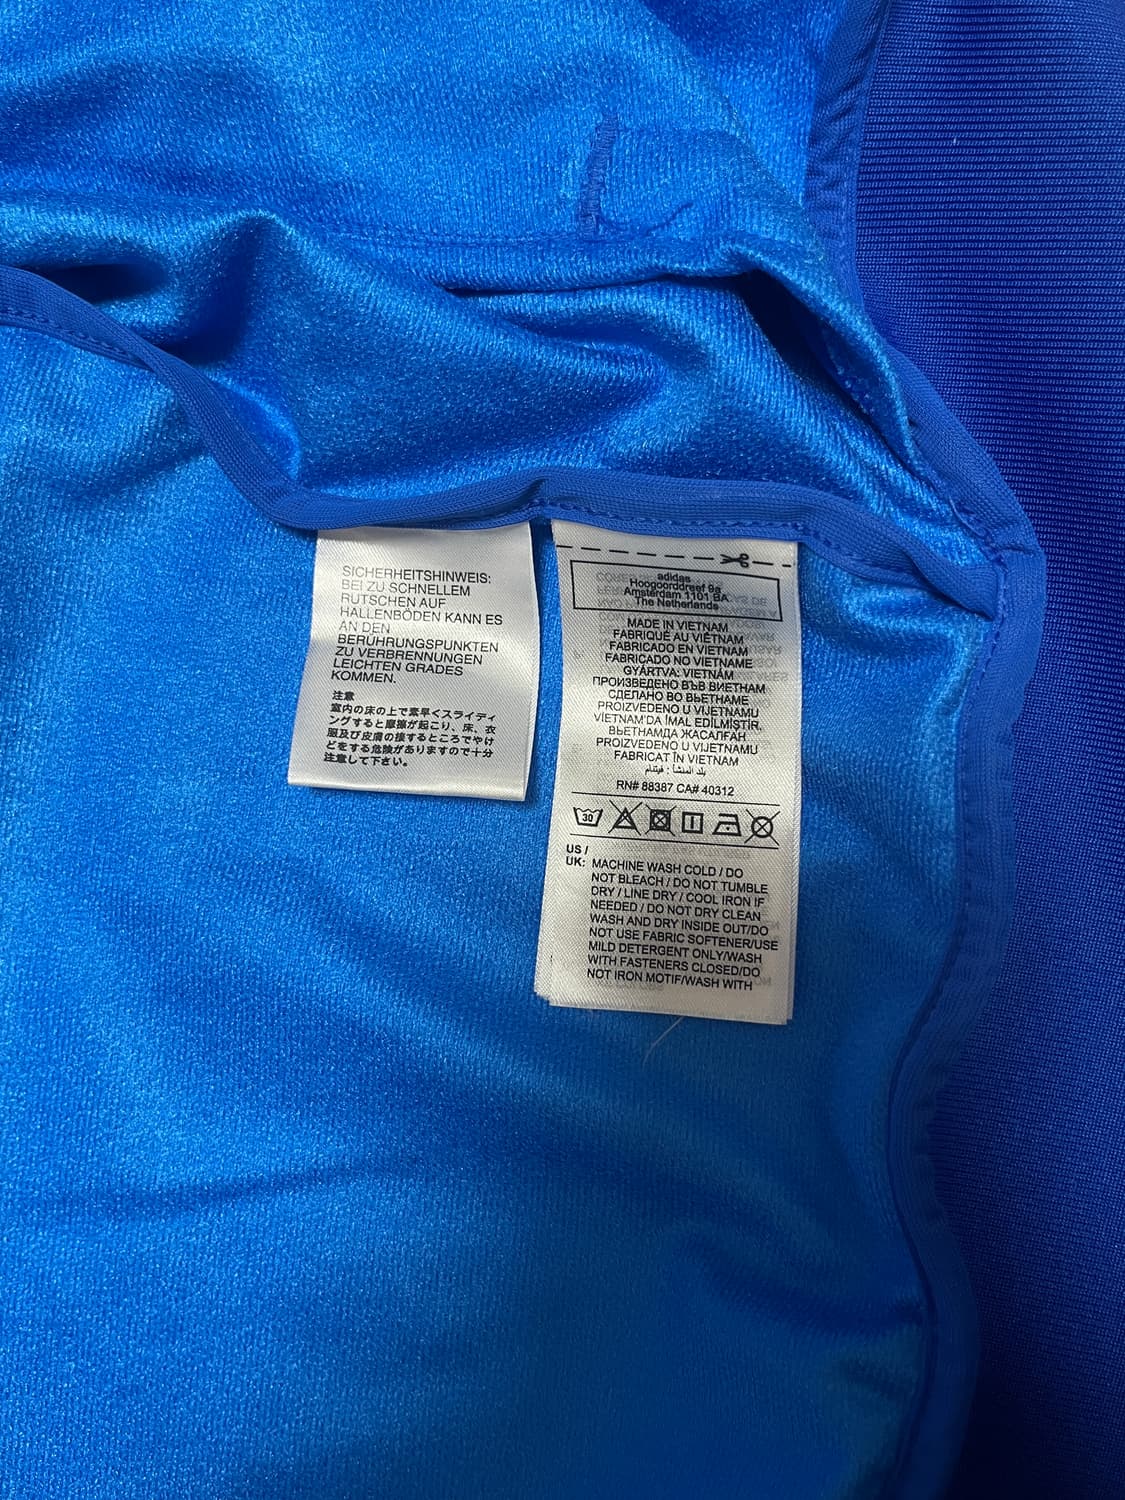 SICHERHEITSHINWEIS:
BEI ZU SCHNELLEM
RUTSCHEN AUF
HALLENBÖDEN KANN ES
AN DEN
BERÜHRUNGSPUNKTEN
ZU VERBRENNUNGEN
LEICHTEN GRADES
KOMMEN.
注意
室内の床の上で素早くスライディ
ングすると摩擦が起こり、床、衣
服及び皮膚の接するところでやけ
どをする危険がありますので十分
注意して下さい。
adidas
Hoogoorddreef 9a
Amsterdam 1101 BA
The Netherlands
MADE IN VIETNAM
FABRIQUÉ AU VIÊTNAM
FABRICADO EN VIETNAM
FABRICADO NO VIETNAME
GYÁRTVA: VIETNÁM
ПРОИЗВЕДЕНО ВЪВ ВИЕТНАМ
СДЕЛАНО ВО ВЬЕТНАМЕ
PROIZVEDENO U VIJETNAMU
VİETNAM'DA İMAL EDİLMİŞTİR.
ВЬЕТНАМДА ЖАСАЛҒАН
PROIZVEDENO U VIJETNAMU
FABRICAT ÎN VIETNAM
بلد المنشأ : فيتنام
RN# 88387 CA# 40312
30
US /
UK: MACHINE WASH COLD / DO
NOT BLEACH / DO NOT TUMBLE
DRY / LINE DRY / COOL IRON IF
NEEDED / DO NOT DRY CLEAN
WASH AND DRY INSIDE OUT/DO
NOT USE FABRIC SOFTENER/USE
MILD DETERGENT ONLY/WASH
WITH FASTENERS CLOSED/DO
NOT IRON MOTIF/WASH WITH